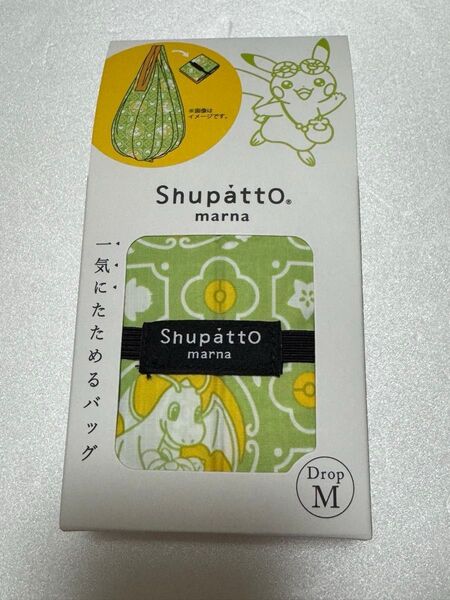 ※画像は
イメージです。
Shupatto®
marna
一気にたためるバッグ
Shupatto
marna
Drop
M